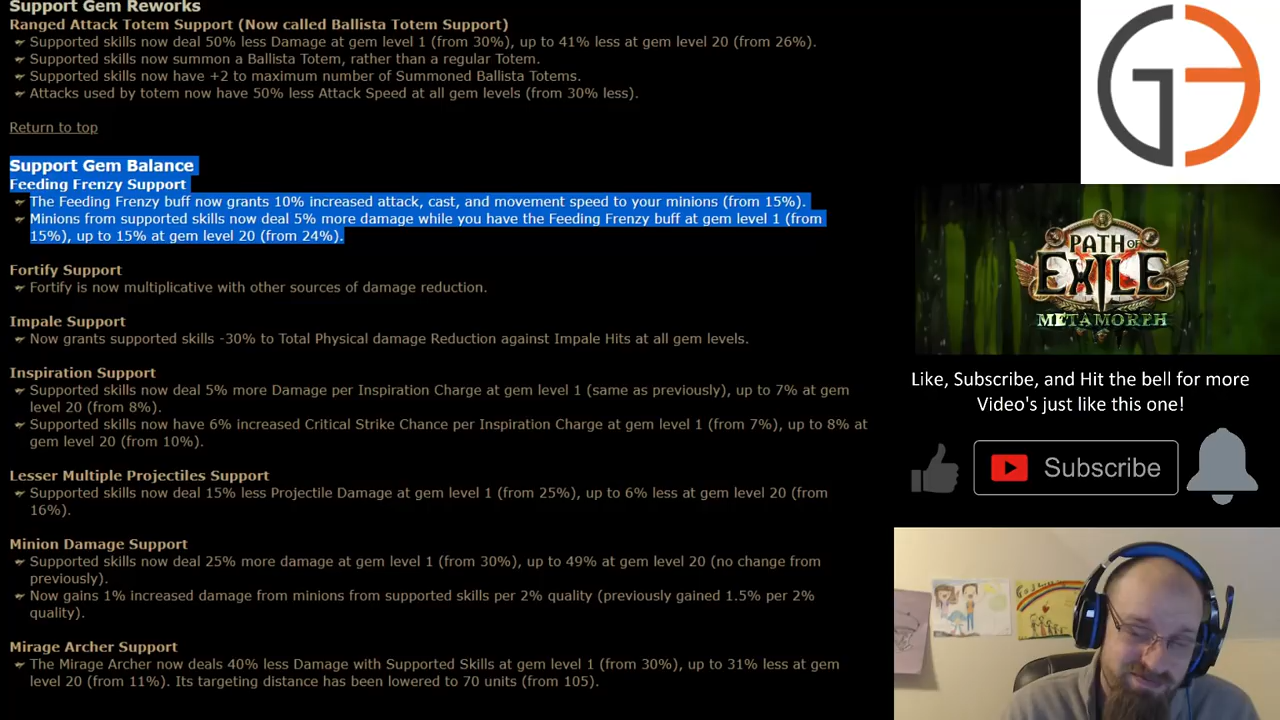 Support Gem Reworks
Ranged Attack Totem Support (Now called Ballista Totem Support)
Supported skills now deal 50% less Damage at gem level 1 (from 30%), up to 41% less at gem level 20 (from 26%).
Supported skills now summon a Ballista Totem, rather than a regular Totem.
Supported skills now have +2 to maximum number of Summoned Ballista Totems.
Attacks used by totem now have 50% less Attack Speed at all gem levels (from 30% less).
Return to top
Support Gem Balance
Feeding Frenzy Support
The Feeding Frenzy buff now grants 10% increased attack, cast, and movement speed to your minions (from 15%).
Minions from supported skills now deal 5% more damage while you have the Feeding Frenzy buff at gem level 1 (from
15%), up to 15% at gem level 20 (from 24%).
Fortify Support
Fortify is now multiplicative with other sources of damage reduction.
Impale Support
Now grants supported skills -30% to Total Physical damage Reduction against Impale Hits at all gem levels.
Inspiration Support
Supported skills now deal 5% more Damage per Inspiration Charge at gem level 1 (same as previously), up to 7% at gem
level 20 (from 8%).
Supported skills now have 6% increased Critical Strike Chance per Inspiration Charge at gem level 1 (from 7%), up to 8% at
gem level 20 (from 10%).
Lesser Multiple Projectiles Support
Supported skills now deal 15% less Projectile Damage at gem level 1 (from 25%), up to 6% less at gem level 20 (from
16%).
Minion Damage Support
Supported skills now deal 25% more damage at gem level 1 (from 30%), up to 49% at gem level 20 (no change from
previously).
Now gains 1% increased damage from minions from supported skills per 2% quality (previously gained 1.5% per 2%
quality).
Mirage Archer Support
The Mirage Archer now deals 40% less Damage with Supported Skills at gem level 1 (from 30%), up to 31% less at gem
level 20 (from 11%). Its targeting distance has been lowered to 70 units (from 105).
PATH OF
EXILE
METAMORPH
Like, Subscribe, and Hit the bell for more
Video's just like this one!
Subscribe